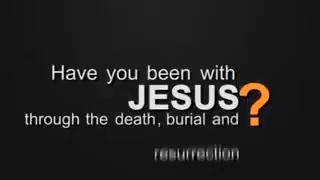 Have you been with
JESUS?
through the death, burial and
resurrection